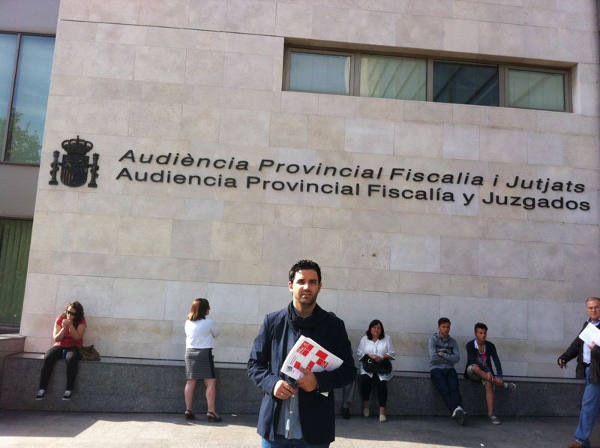 Audiència Provincial Fiscalia i Jutjats
Audiencia Provincial Fiscalía y Juzgados